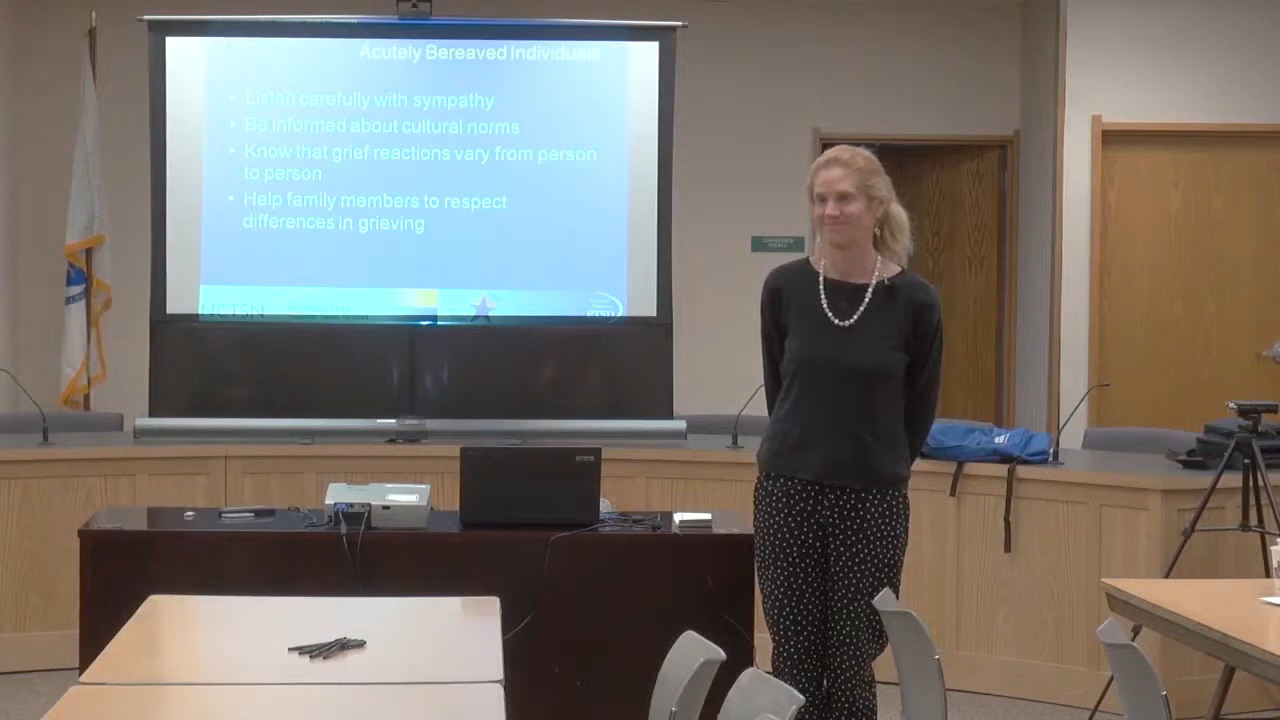 Acutely Bereaved Individuals
• Listen carefully with sympathy
• Be informed about cultural norms
• Know that grief reactions vary from person
to person
• Help family members to respect
differences in grieving
NCTSN
PTSD